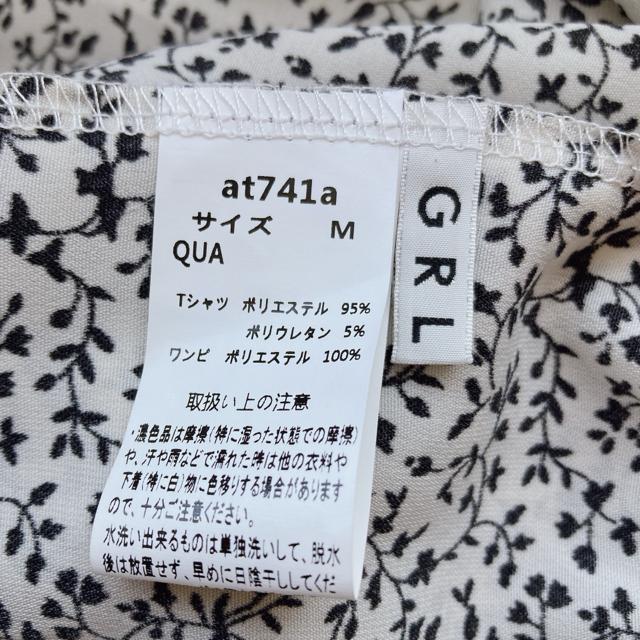 at741a
サイズ M
QUA
Tシャツ ポリエステル 95%
ポリウレタン 5%
ワンピ ポリエステル 100%
取扱い上の注意
・濃色品は摩擦(特に湿った状態での摩擦)
や、汗や雨などで濡れた時は他の衣料や
下着(特に白)物に色移りする場合があります
ので、十分ご注意ください。
水洗い出来るものは単独洗いして、脱水
後は放置せず、早めに日陰干ししてくだ
GRL